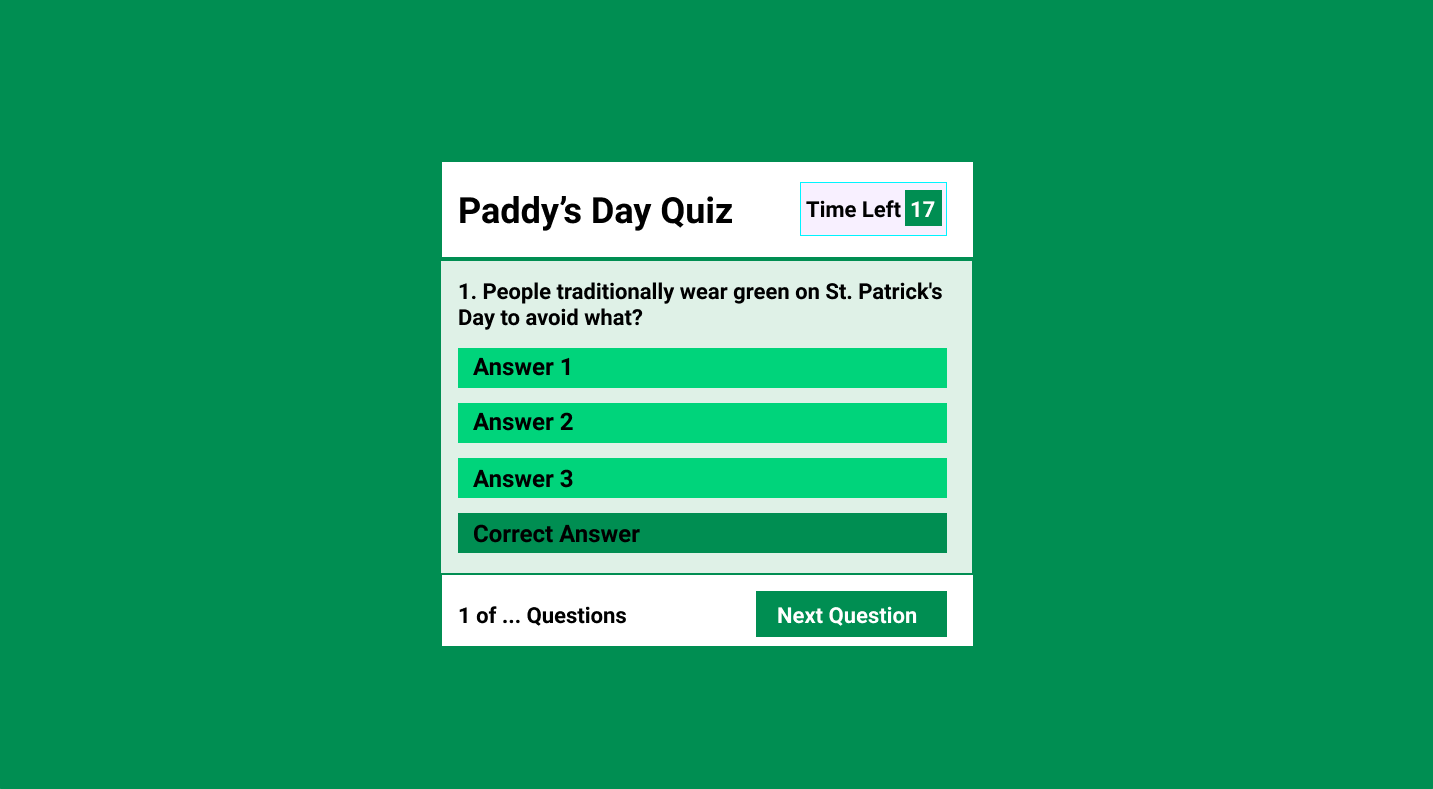 Paddy’s Day Quiz
Time Left 17
1. People traditionally wear green on St. Patrick's
Day to avoid what?
Answer 1
Answer 2
Answer 3
Correct Answer
1 of ... Questions
Next Question